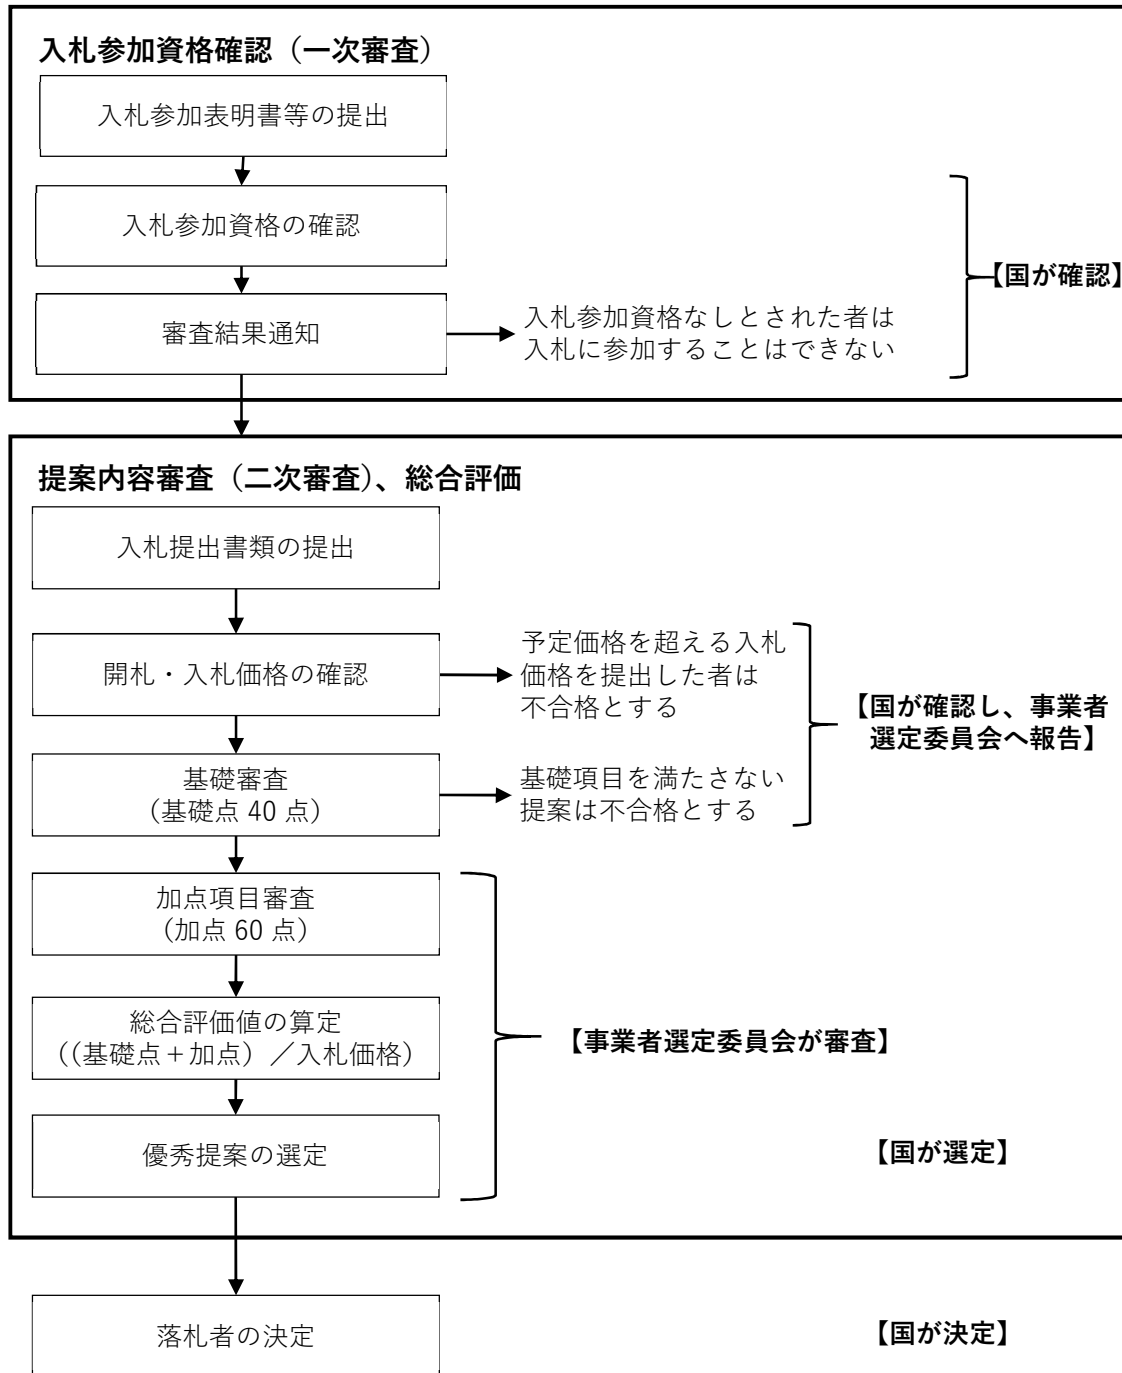 入札参加資格確認（一次審査）
入札参加表明書等の提出
入札参加資格の確認
【国が確認】
審査結果通知
入札参加資格なしとされた者は
入札に参加することはできない
提案内容審査（二次審査）、総合評価
入札提出書類の提出
開札・入札価格の確認
予定価格を超える入札
価格を提出した者は
不合格とする
【国が確認し、事業者
選定委員会へ報告】
基礎審査
（基礎点 40 点）
基礎項目を満たさない
提案は不合格とする
加点項目審査
（加点 60 点）
総合評価値の算定
（(基礎点＋加点）／入札価格）
【事業者選定委員会が審査】
優秀提案の選定
【国が選定】
落札者の決定
【国が決定】